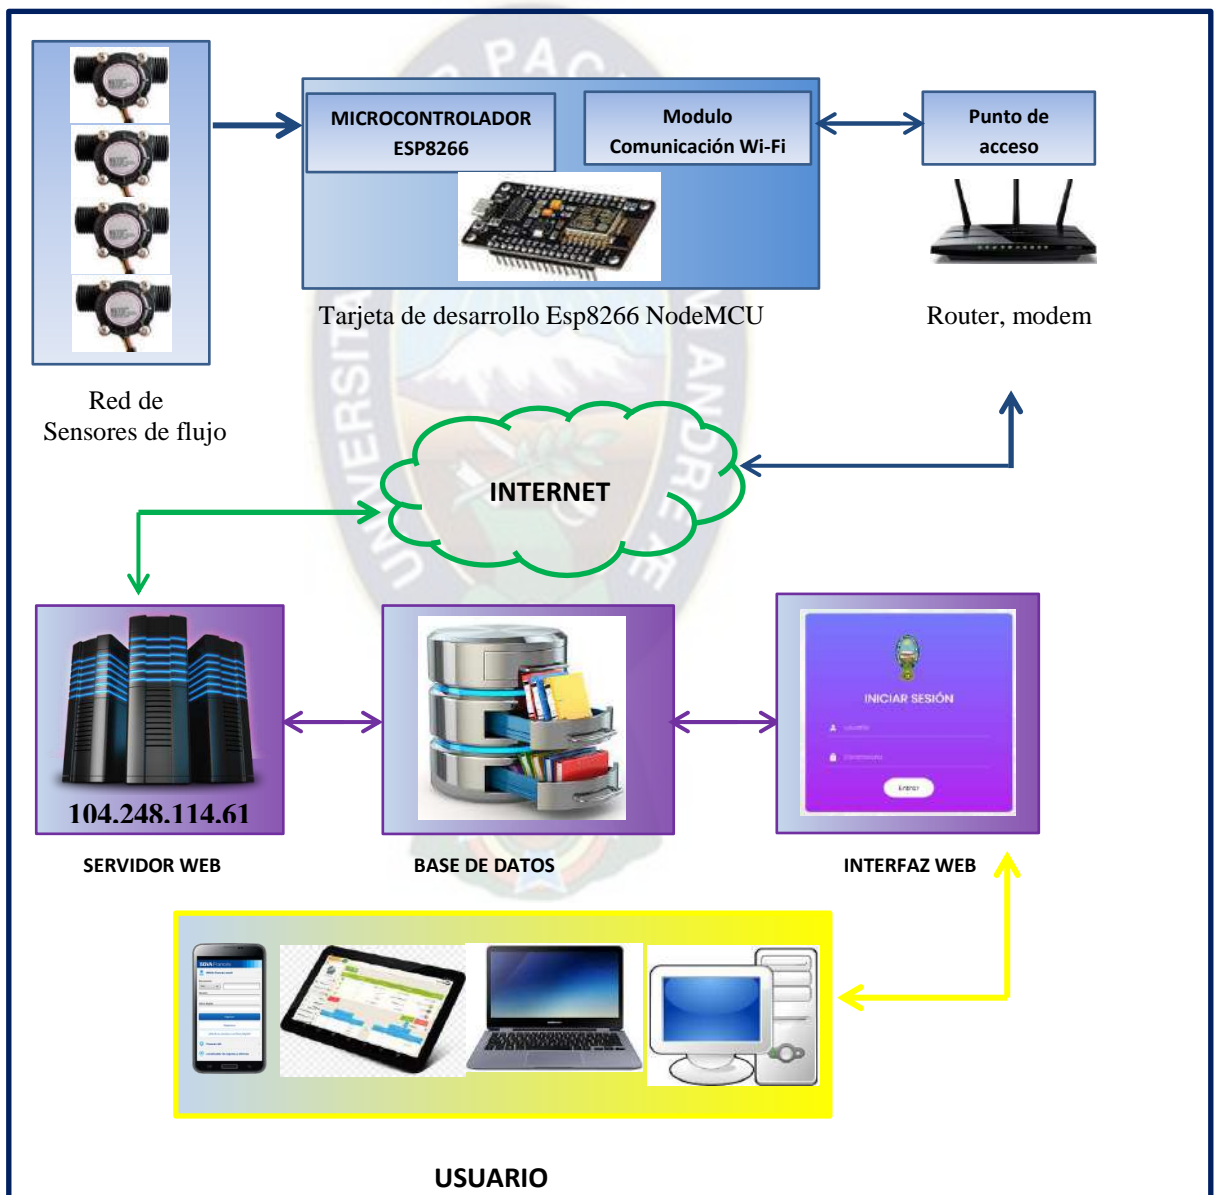 MICROCONTROLADOR
ESP8266
Modulo
Comunicación Wi-Fi
Punto de
acceso
Tarjeta de desarrollo Esp8266 NodeMCU
Router, modem
Red de
Sensores de flujo
INTERNET
INICIAR SESIÓN
Entrar
104.248.114.61
SERVIDOR WEB
BASE DE DATOS
INTERFAZ WEB
USUARIO